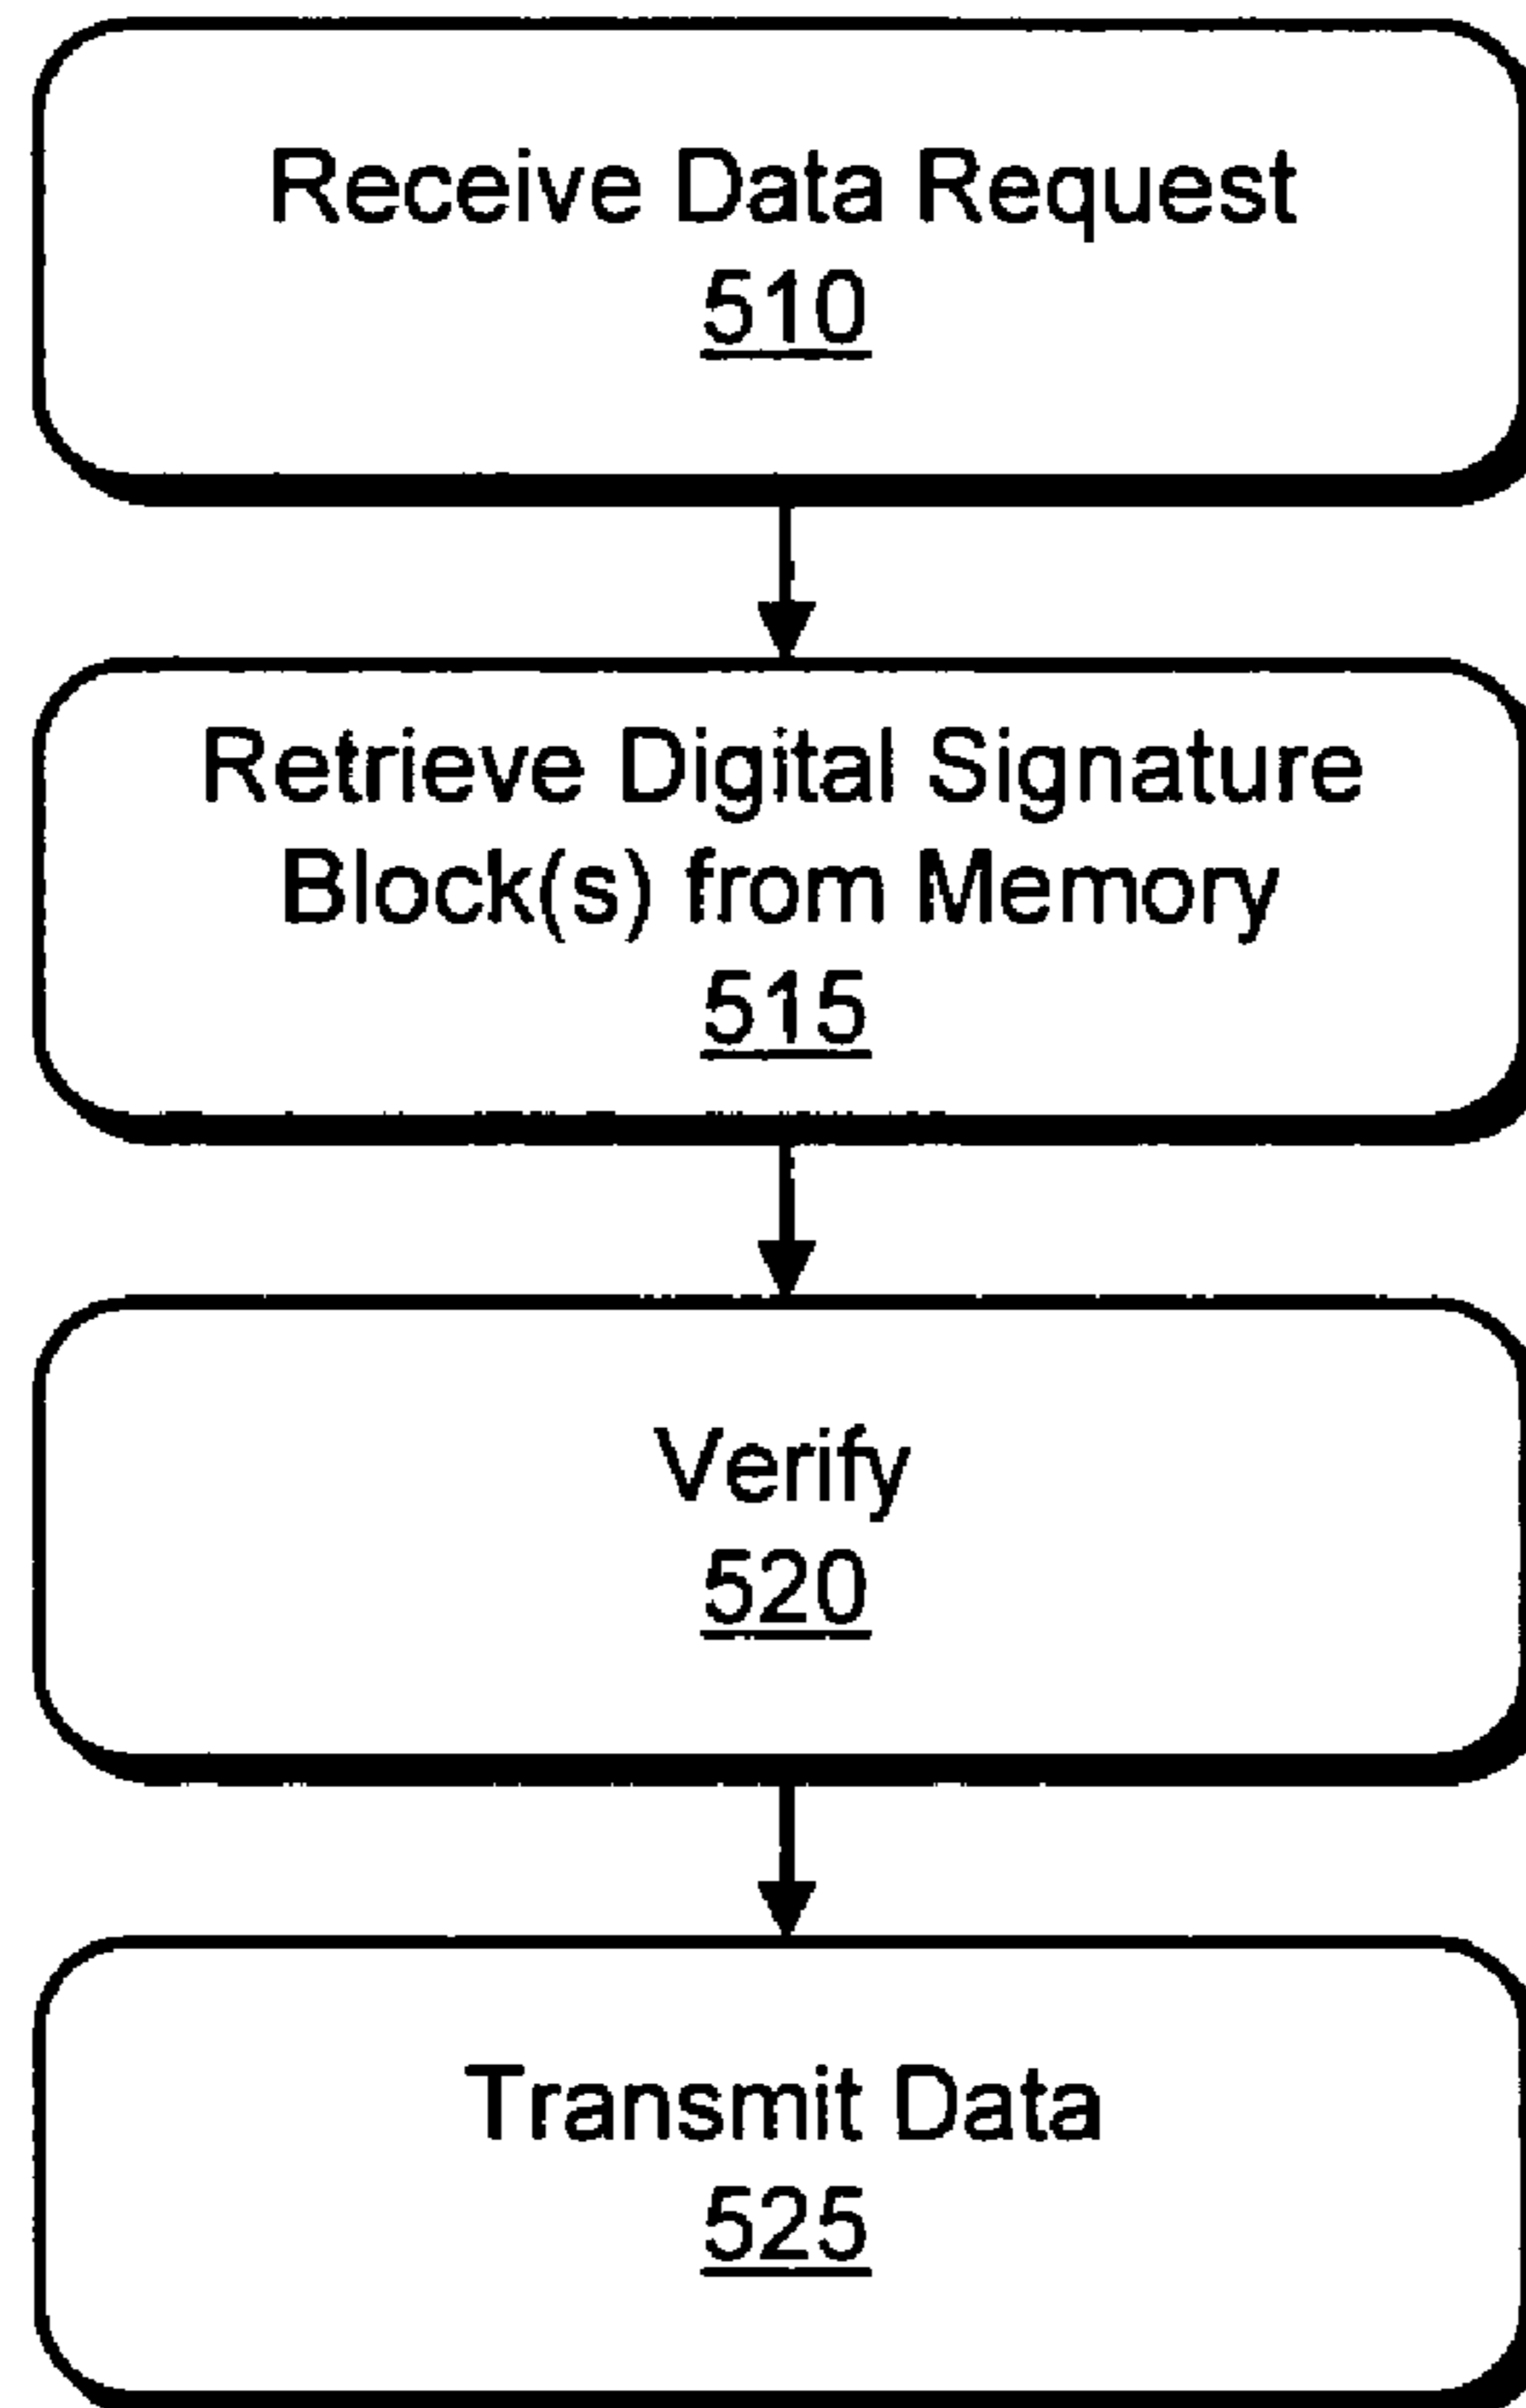 Receive Data Request
510
Retrieve Digital Signature
Block(s) from Memory
515
Verify
520
Transmit Data
525